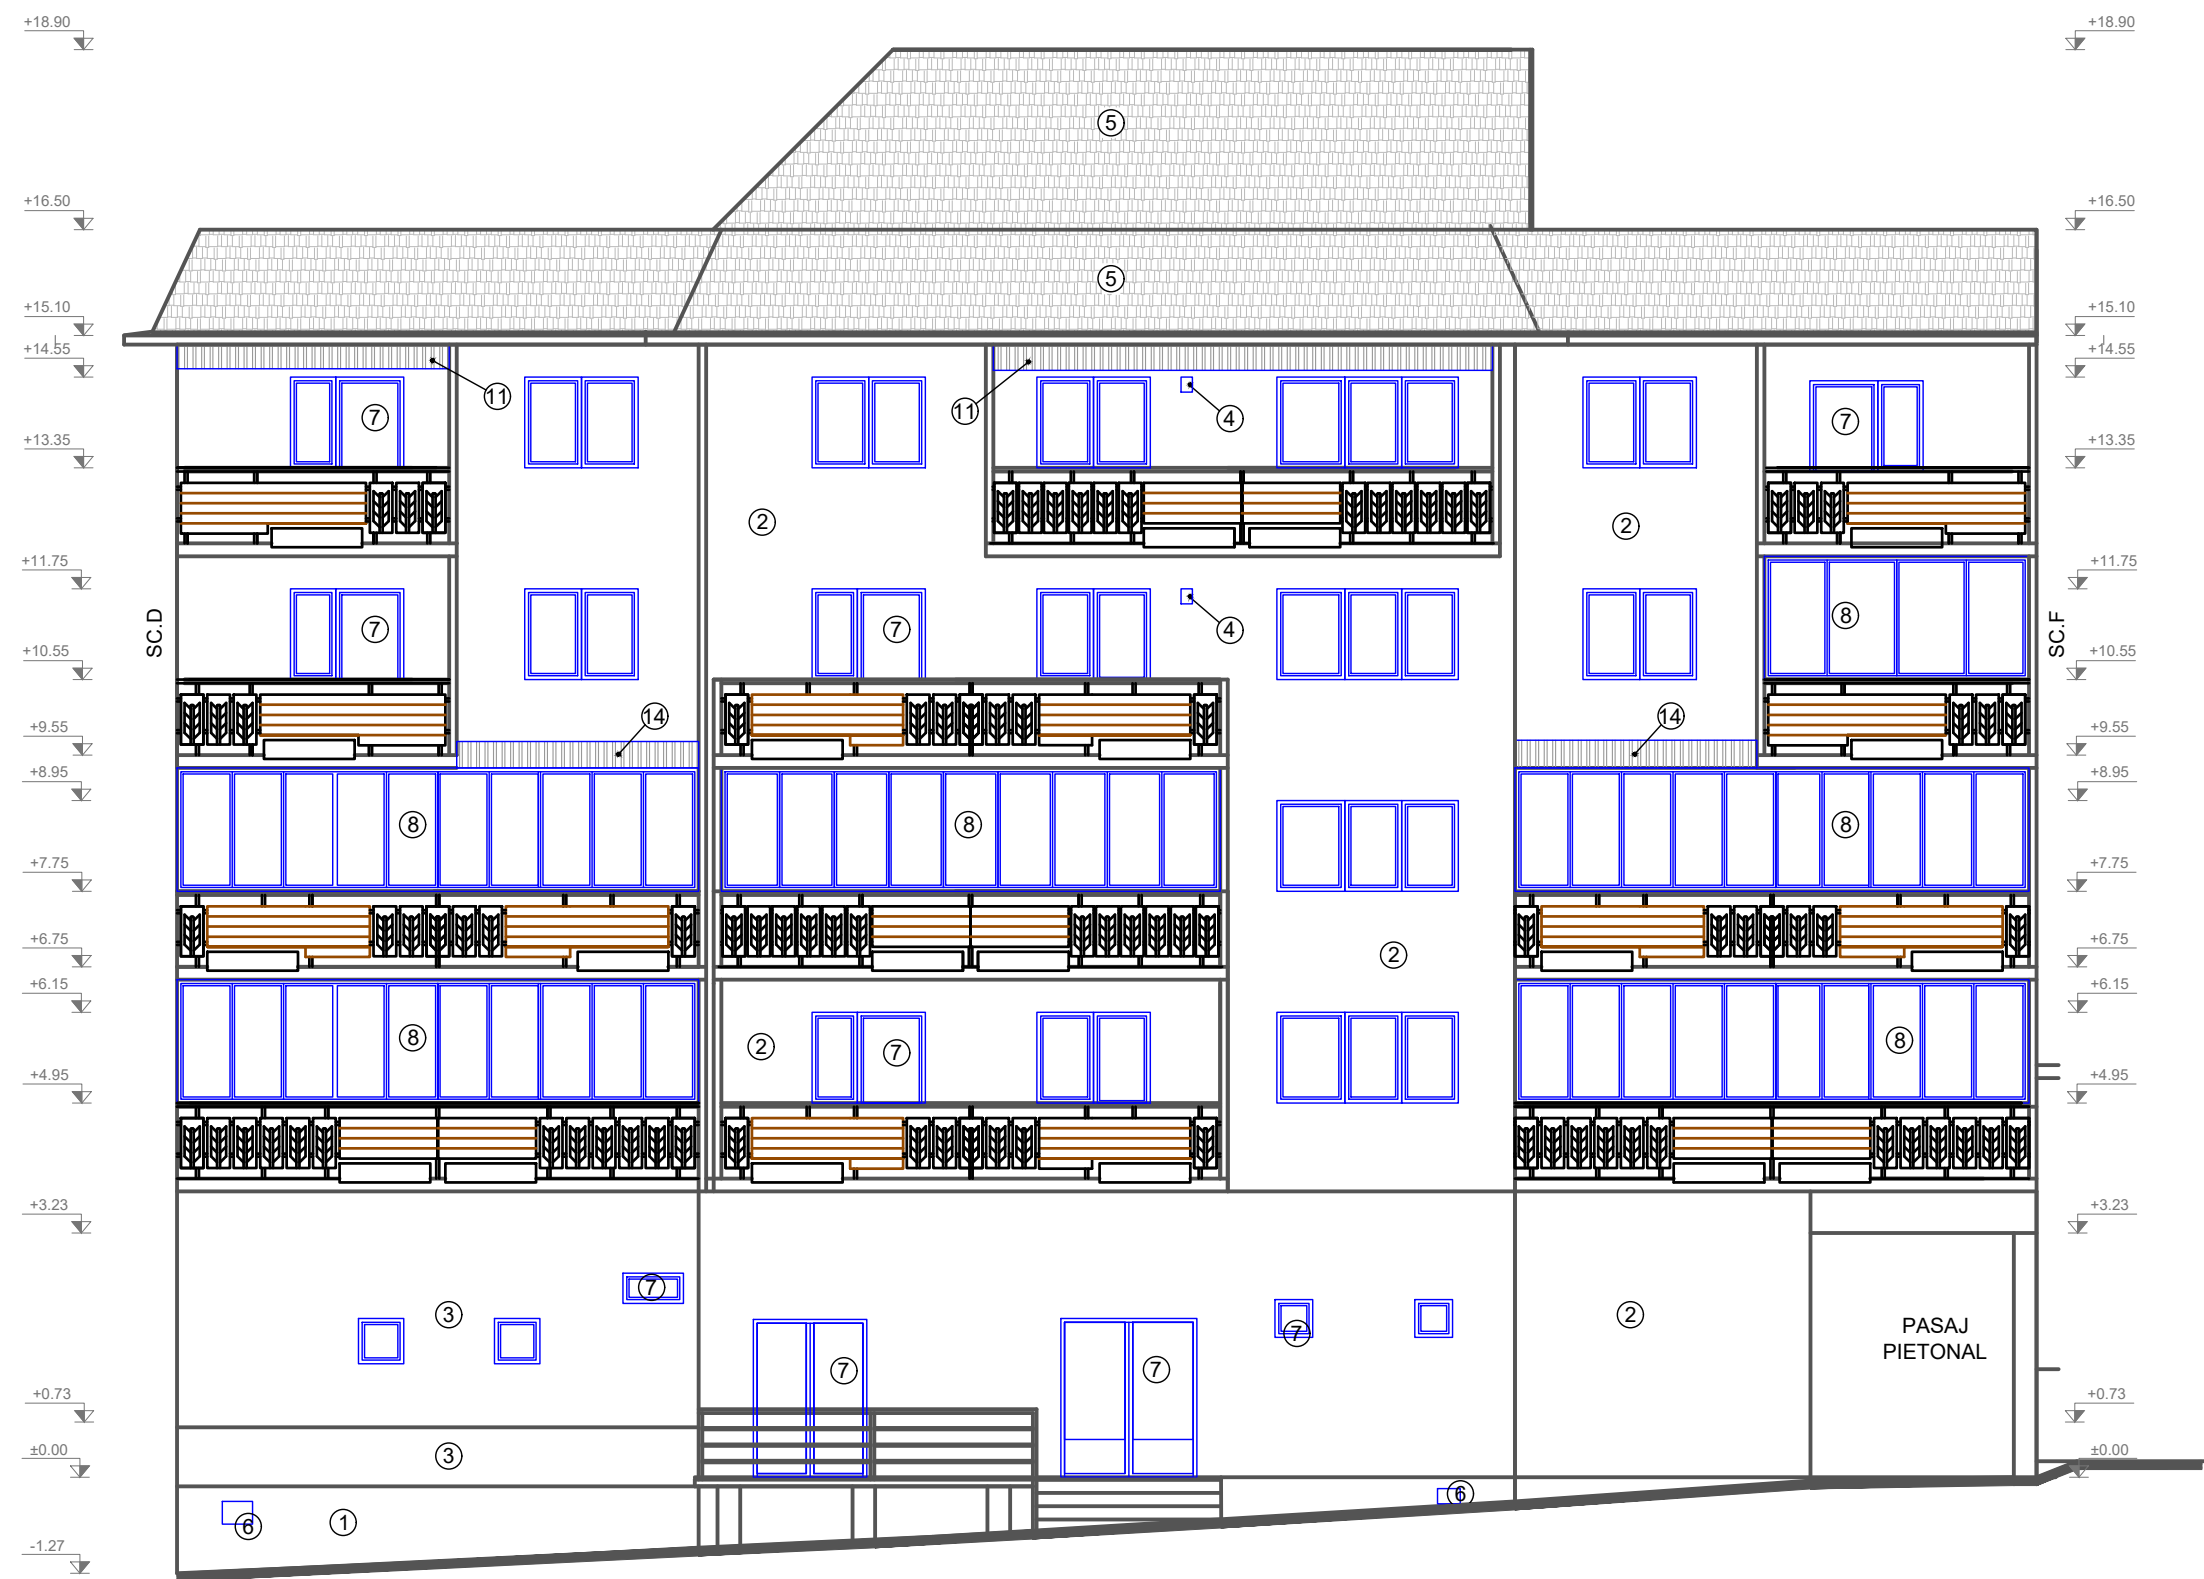 +18.90 +18.90
5
+16.50 +16.50
5
+15.10 +15.10
+14.55 +14.55
11 11 4
7 7
+13.35 +13.35
2 2
+11.75 +11.75
SC.D 7 7 4 8 SC.F
+10.55 +10.55
14 14
+9.55 +9.55
+8.95 +8.95
8 8 8
+7.75 +7.75
+6.75 2 +6.75
+6.15 +6.15
8 2 7 8
+4.95 +4.95
+3.23 +3.23
7
3 7 2 PASAJ
PIETONAL
7 7
+0.73 +0.73
±0.00 3 ±0.00
6 1 6
-1.27